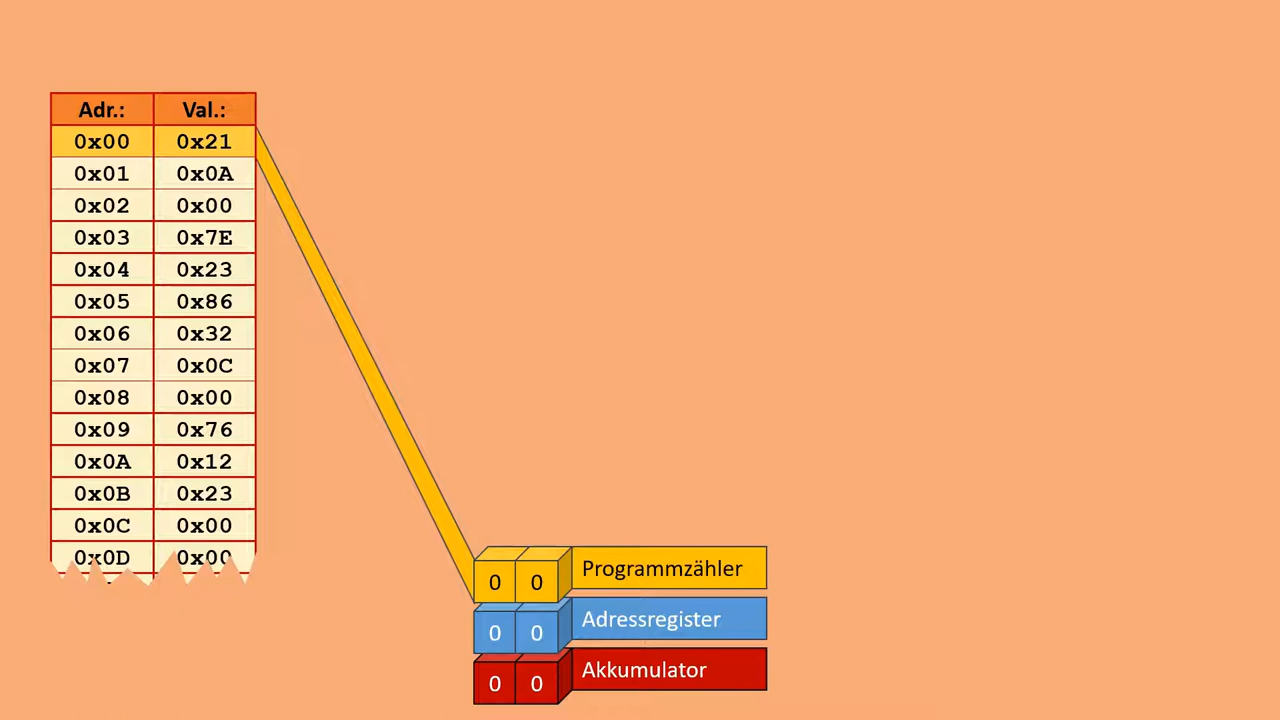 Adr.: Val.:
0x00 0x21
0x01 0x0A
0x02 0x00
0x03 0x7E
0x04 0x23
0x05 0x86
0x06 0x32
0x07 0x0C
0x08 0x00
0x09 0x76
0x0A 0x12
0x0B 0x23
0x0C 0x00
0x0D 0x00
0 0 Programmzähler
0 0 Adressregister
0 0 Akkumulator